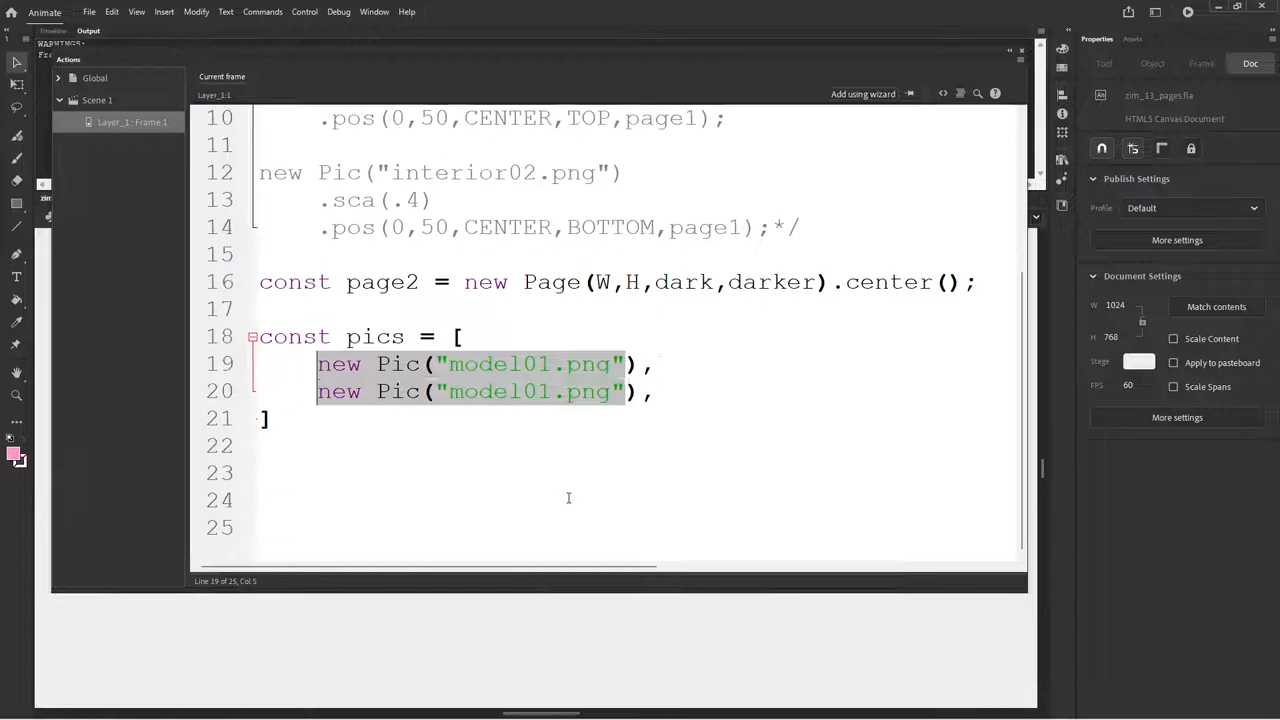 Animate File Edit View Insert Modify Text Commands Control Debug Window Help
Timeline Output
WARNINGS:
Actions
Global
Scene 1
Layer_1 - Frame 1
Current frame
Layer_1:1
Add using wizard
10 .pos(0,50,CENTER,TOP,page1);
11
12 new Pic("interior02.png")
13 .sca(.4)
14 .pos(0,50,CENTER,BOTTOM,page1);*/
15
16 const page2 = new Page(W,H,dark,darker).center();
17
18 const pics = [
19 new Pic("model01.png"),
20 new Pic("model01.png"),
21 ]
22
23
24
25
Line 19 of 25, Col 5
Properties Assets
Tool Object Frame Doc
zim_13_pages.fla
HTML5 Canvas Document
Publish Settings
Profile Default
More settings
Document Settings
W 1024 Match contents
H 768 Scale Content
Stage Apply to pasteboard
FPS 60 Scale Spans
More settings